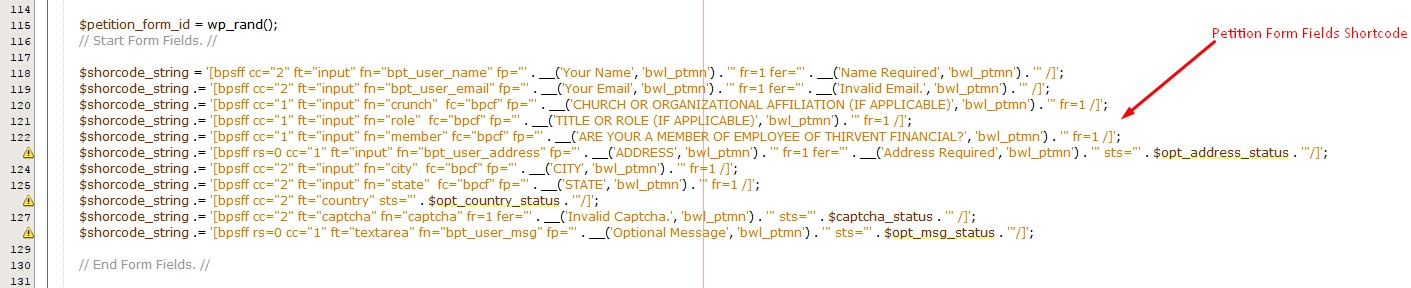 114
115 $petition_form_id = wp_rand();
116 // Start Form Fields. //
117
Petition Form Fields Shortcode
118 $shorcode_string = '[bpsff cc="2" ft="input" fn="bpt_user_name" fp="' . __('Your Name', 'bwl_ptmn') . '" fr=1 fer="' . __('Name Required', 'bwl_ptmn') . '" /]';
119 $shorcode_string .= '[bpsff cc="2" ft="input" fn="bpt_user_email" fp="' . __('Your Email', 'bwl_ptmn') . '" fr=1 fer="' . __('Invalid Email.', 'bwl_ptmn') . '" /]';
120 $shorcode_string .= '[bpsff cc="1" ft="input" fn="crunch"  fc="bpcf" fp="' . __('CHURCH OR ORGANIZATIONAL AFFILIATION (IF APPLICABLE)', 'bwl_ptmn') . '" fr=1 /]';
121 $shorcode_string .= '[bpsff cc="1" ft="input" fn="role"  fc="bpcf" fp="' . __('TITLE OR ROLE (IF APPLICABLE)', 'bwl_ptmn') . '" fr=1 /]';
122 $shorcode_string .= '[bpsff cc="1" ft="input" fn="member" fc="bpcf" fp="' . __('ARE YOUR A MEMBER OF EMPLOYEE OF THIRVENT FINANCIAL?', 'bwl_ptmn') . '" fr=1 /]';
$shorcode_string .= '[bpsff rs=0 cc="1" ft="input" fn="bpt_user_address" fp="' . __('ADDRESS', 'bwl_ptmn') . '" fr=1 fer="' . __('Address Required', 'bwl_ptmn') . '" sts="' . $opt_address_status . '"/]';
124 $shorcode_string .= '[bpsff cc="2" ft="input" fn="city"  fc="bpcf" fp="' . __('CITY', 'bwl_ptmn') . '" fr=1 /]';
125 $shorcode_string .= '[bpsff cc="2" ft="input" fn="state"  fc="bpcf" fp="' . __('STATE', 'bwl_ptmn') . '" fr=1 /]';
$shorcode_string .= '[bpsff cc="2" ft="country" sts="' . $opt_country_status . '"/]';
127 $shorcode_string .= '[bpsff cc="2" ft="captcha" fn="captcha" fr=1 fer="' . __('Invalid Captcha.', 'bwl_ptmn') . '" sts="' . $captcha_status . '" /]';
$shorcode_string .= '[bpsff rs=0 cc="1" ft="textarea" fn="bpt_user_msg" fp="' . __('Optional Message', 'bwl_ptmn') . '" sts="' . $opt_msg_status . '"/]';
129
130 // End Form Fields. //
131